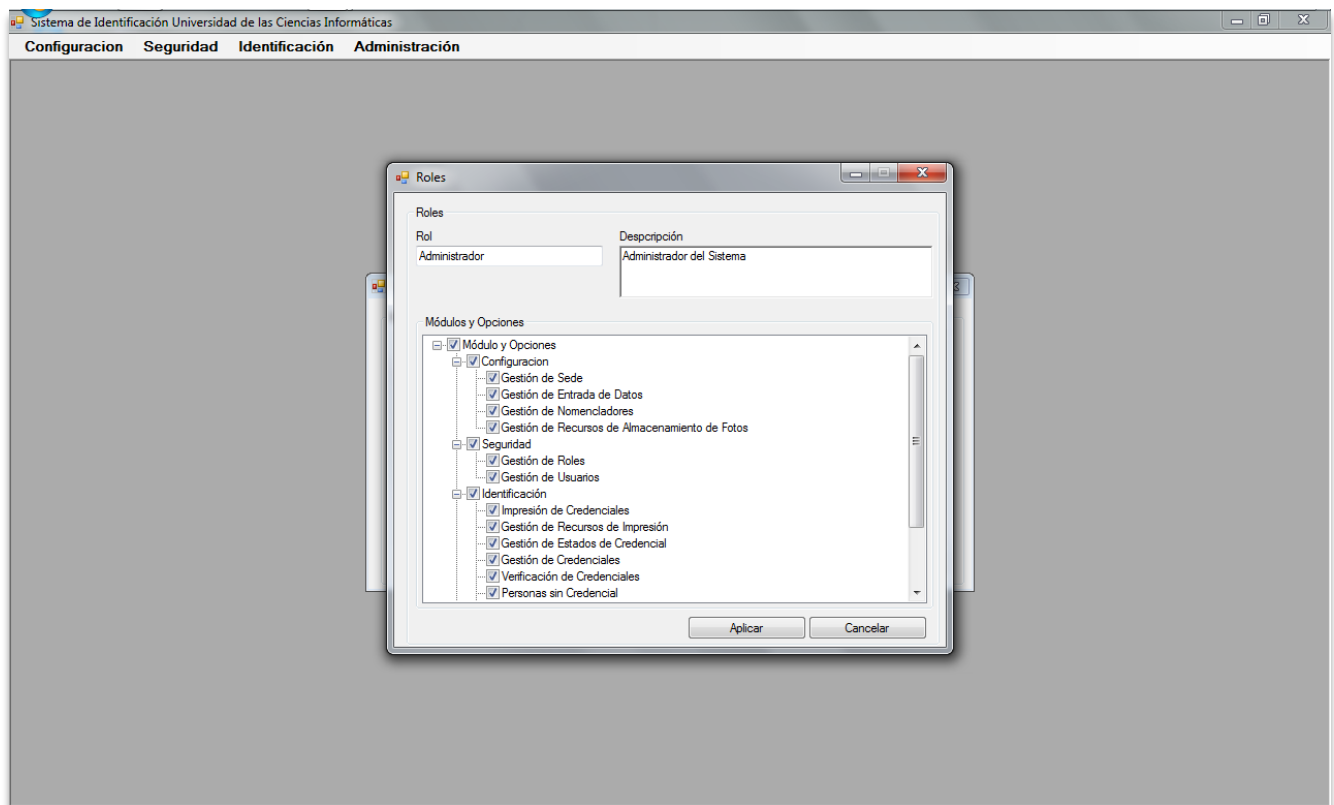 Sistema de Identificación Universidad de las Ciencias Informáticas
Configuracion Seguridad Identificación Administración
Roles
Roles
Rol Despcripción
Administrador Administrador del Sistema
Módulos y Opciones
Módulo y Opciones
Configuracion
Gestión de Sede
Gestión de Entrada de Datos
Gestión de Nomencladores
Gestión de Recursos de Almacenamiento de Fotos
Seguridad
Gestión de Roles
Gestión de Usuarios
Identificación
Impresión de Credenciales
Gestión de Recursos de Impresión
Gestión de Estados de Credencial
Gestión de Credenciales
Verificación de Credenciales
Personas sin Credencial
Aplicar Cancelar